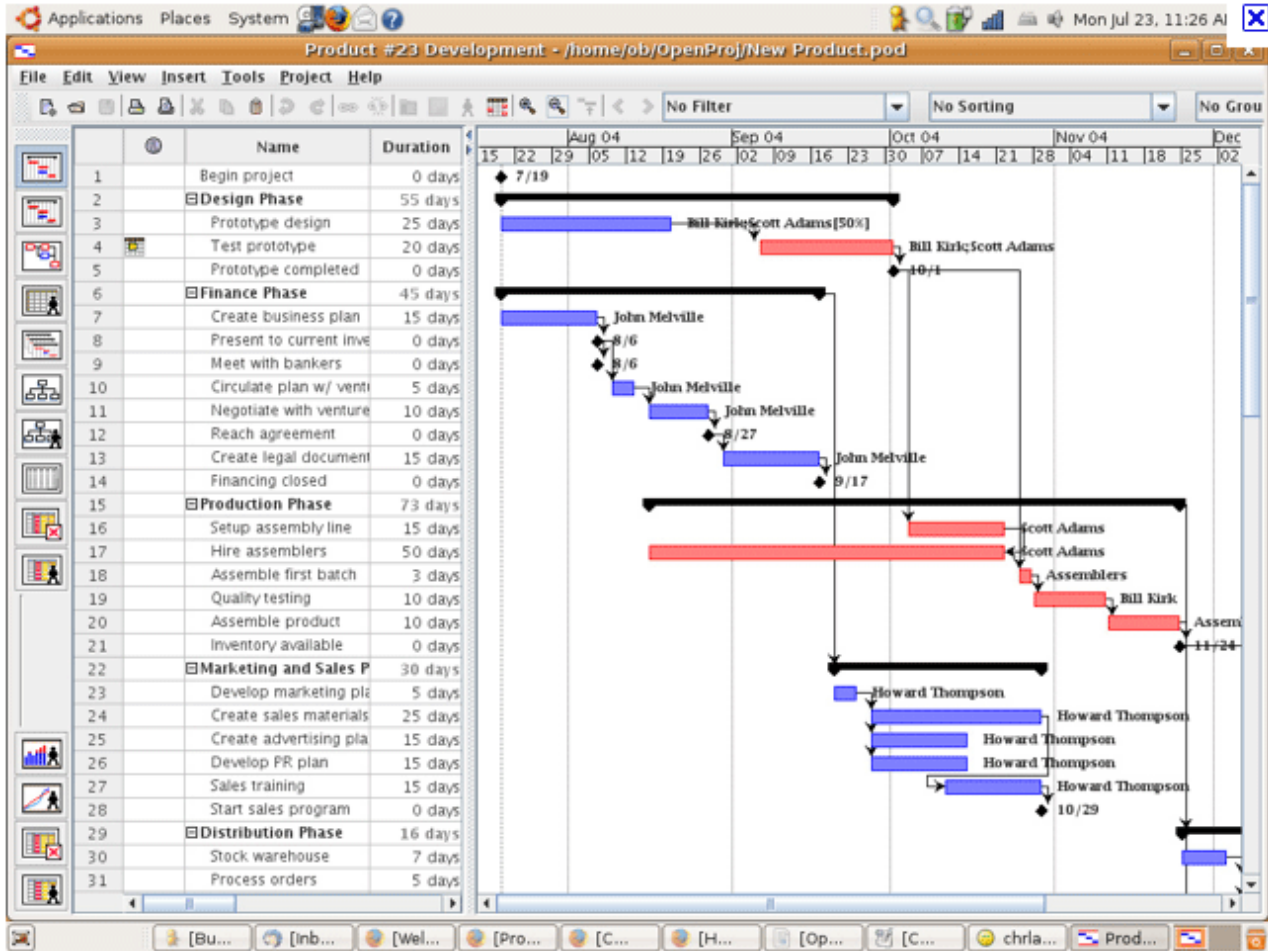 Applications Places System Mon Jul 23, 11:26 AM
Product #23 Development - /home/ob/OpenProj/New Product.pod
File Edit View Insert Tools Project Help
No Filter No Sorting No Grou
Name Duration
Aug 04 Sep 04 Oct 04 Nov 04 Dec
15 22 29 05 12 19 26 02 09 16 23 30 07 14 21 28 04 11 18 25 02
1 Begin project 0 days 7/19
2 Design Phase 55 days
3 Prototype design 25 days Bill Kirk;Scott Adams[50%]
4 Test prototype 20 days Bill Kirk;Scott Adams
5 Prototype completed 0 days 10/1
6 Finance Phase 45 days
7 Create business plan 15 days John Melville
8 Present to current inve 0 days 8/6
9 Meet with bankers 0 days 8/6
10 Circulate plan w/ vent 5 days John Melville
11 Negotiate with venture 10 days John Melville
12 Reach agreement 0 days 8/27
13 Create legal document 15 days John Melville
14 Financing closed 0 days 9/17
15 Production Phase 73 days
16 Setup assembly line 15 days Scott Adams
17 Hire assemblers 50 days Scott Adams
18 Assemble first batch 3 days Assemblers
19 Quality testing 10 days Bill Kirk
20 Assemble product 10 days Assem
21 Inventory available 0 days 11/24
22 Marketing and Sales P 30 days
23 Develop marketing pla 5 days Howard Thompson
24 Create sales materials 25 days Howard Thompson
25 Create advertising pla 15 days Howard Thompson
26 Develop PR plan 15 days Howard Thompson
27 Sales training 15 days Howard Thompson
28 Start sales program 0 days 10/29
29 Distribution Phase 16 days
30 Stock warehouse 7 days
31 Process orders 5 days
[Bu... [Inb... [Wel... [Pro... [C... [H... [Op... [C... chrla... Prod...